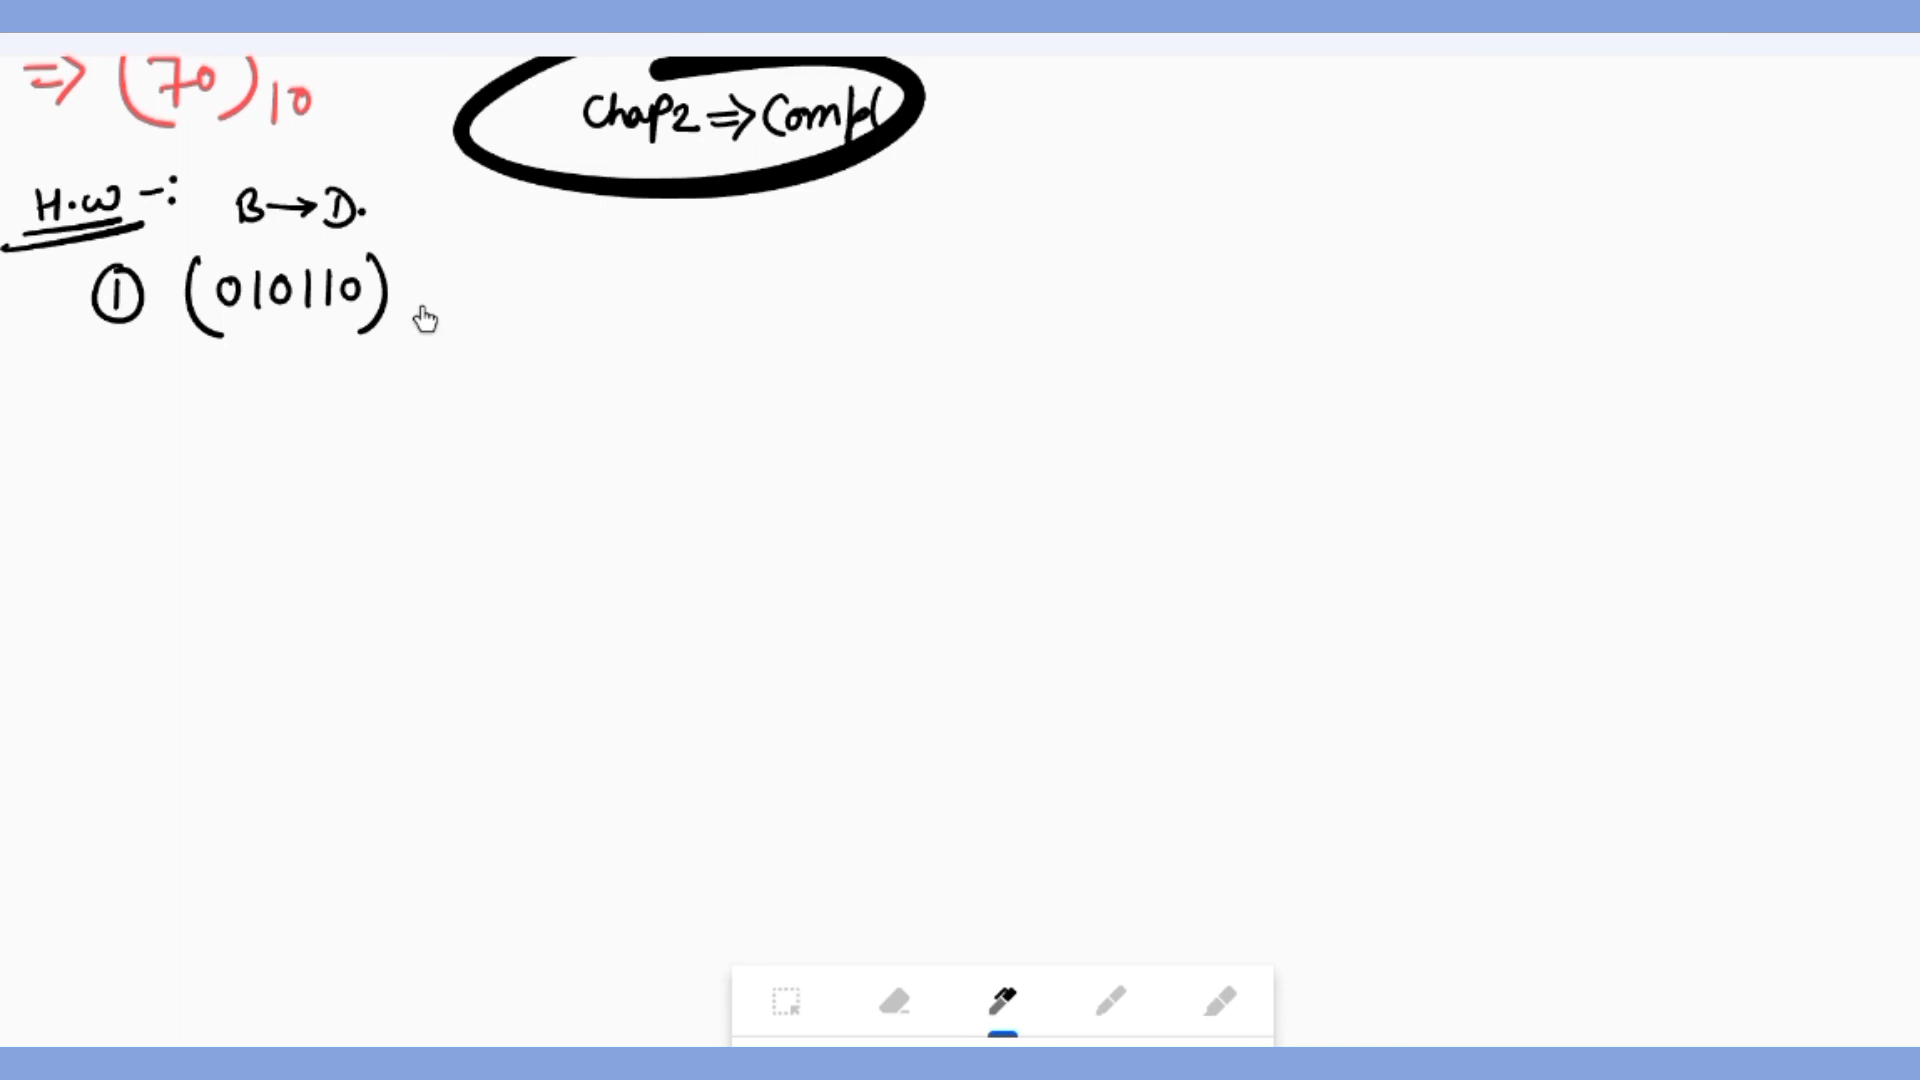 => (70)10
Chap2 => Compl
H.W -: B→D.
① (010110)